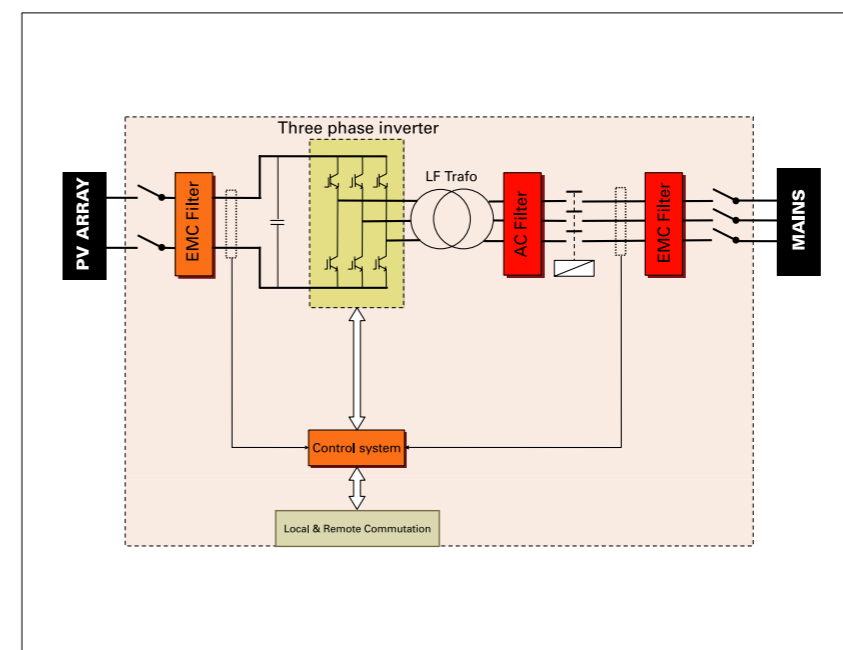 Three phase inverter
LF Trafo
PV ARRAY
EMC Filter
AC Filter
EMC Filter
MAINS
Control system
Local & Remote Commutation